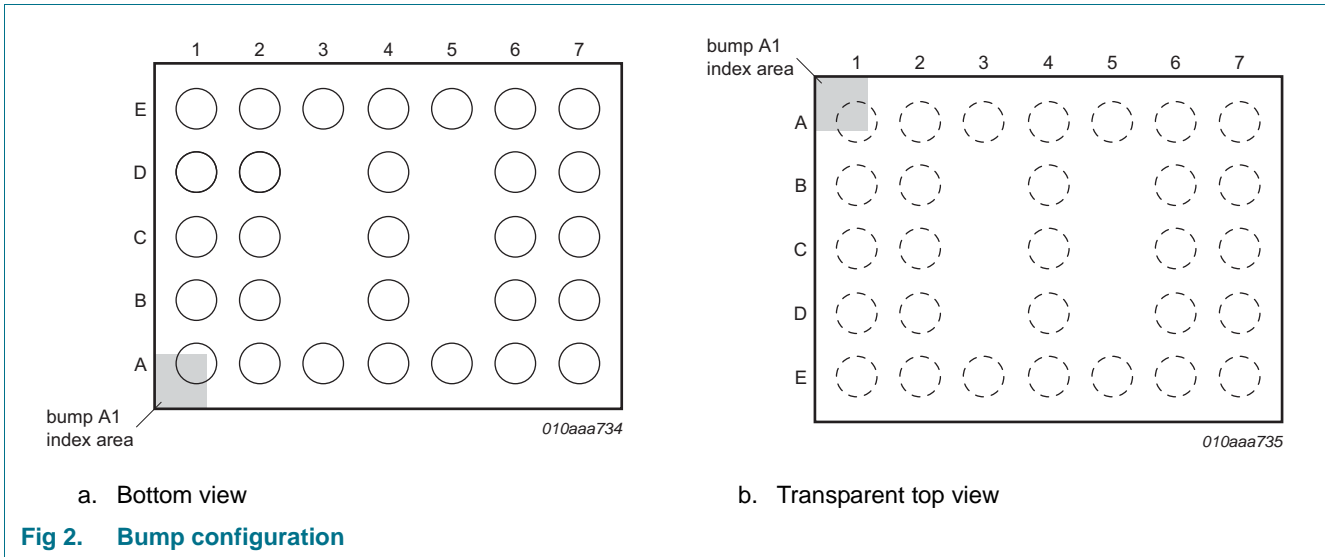 1 2 3 4 5 6 7
E
D
C
B
A
bump A1
index area
010aaa734
a. Bottom view
bump A1
index area
1 2 3 4 5 6 7
A
B
C
D
E
010aaa735
b. Transparent top view
Fig 2. Bump configuration